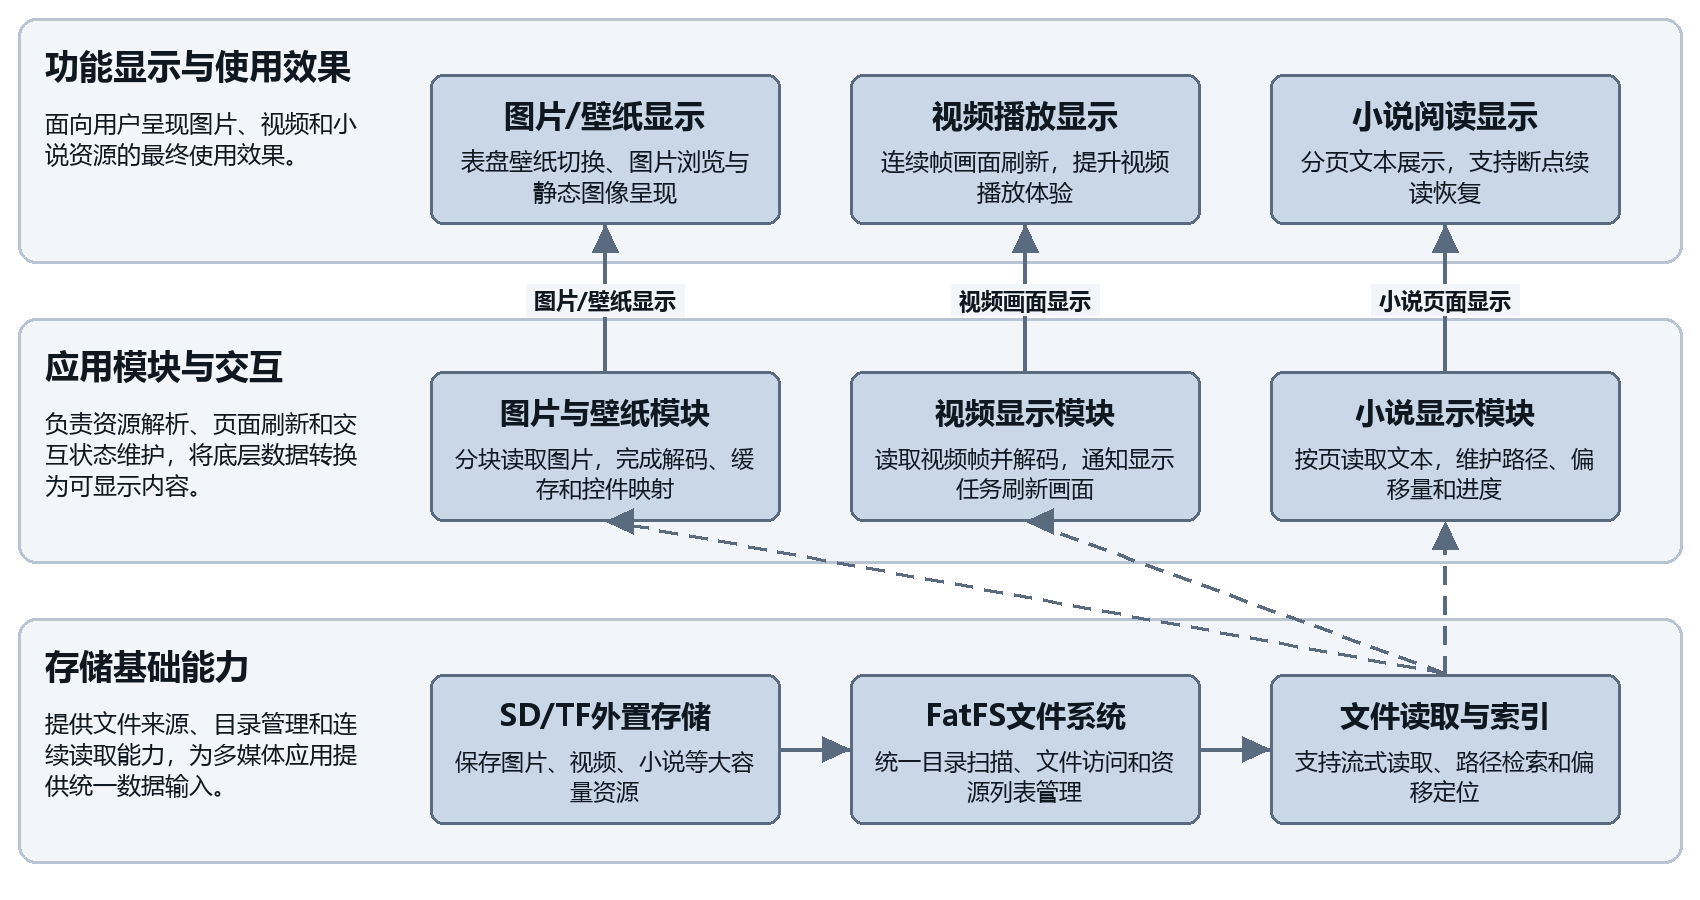 功能显示与使用效果
面向用户呈现图片、视频和小
说资源的最终使用效果。
图片/壁纸显示
表盘壁纸切换、图片浏览与
静态图像呈现
视频播放显示
连续帧画面刷新，提升视频
播放体验
小说阅读显示
分页文本展示，支持断点续
读恢复
图片/壁纸显示
视频画面显示
小说页面显示
应用模块与交互
负责资源解析、页面刷新和交
互状态维护，将底层数据转换
为可显示内容。
图片与壁纸模块
分块读取图片，完成解码、缓
存和控件映射
视频显示模块
读取视频帧并解码，通知显示
任务刷新画面
小说显示模块
按页读取文本，维护路径、偏
移量和进度
存储基础能力
提供文件来源、目录管理和连
续读取能力，为多媒体应用提
供统一数据输入。
SD/TF外置存储
保存图片、视频、小说等大容
量资源
FatFS文件系统
统一目录扫描、文件访问和资
源列表管理
文件读取与索引
支持流式读取、路径检索和偏
移定位